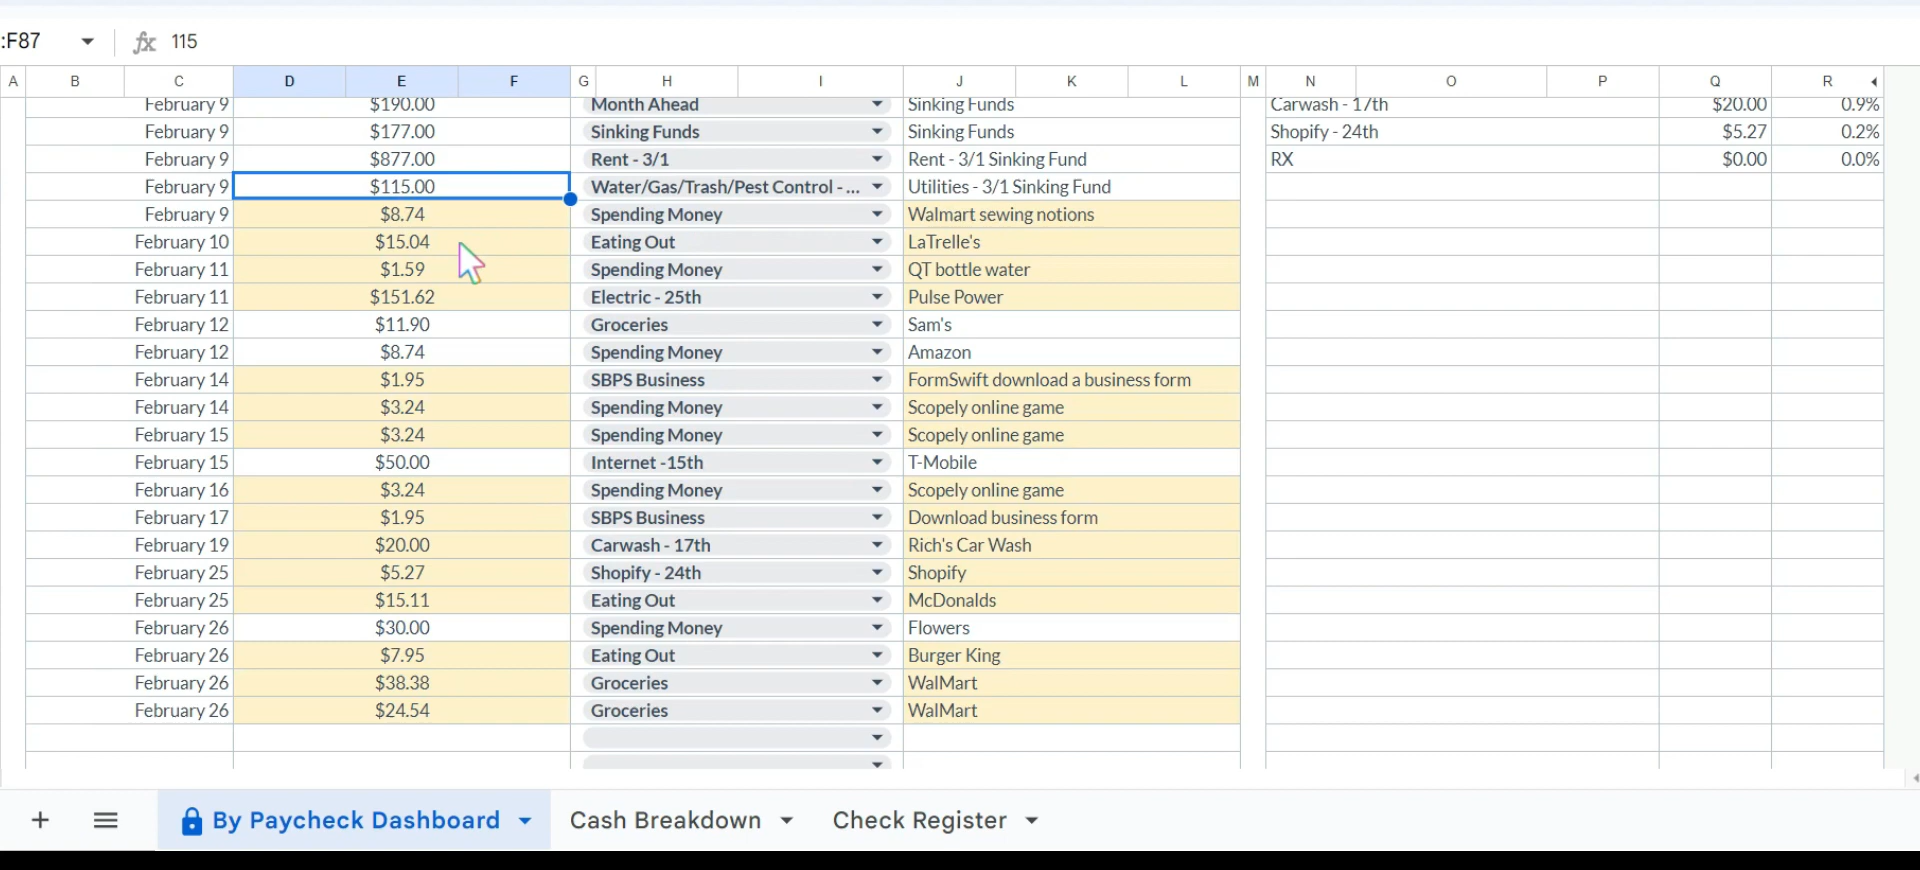 :F87 fx 115
A B C D E F G H I J K L M N O P Q R
February 9 $190.00 Month Ahead Sinking Funds Carwash - 17th $20.00 0.9%
February 9 $177.00 Sinking Funds Sinking Funds Shopify - 24th $5.27 0.2%
February 9 $877.00 Rent - 3/1 Rent - 3/1 Sinking Fund RX $0.00 0.0%
February 9 $115.00 Water/Gas/Trash/Pest Control - ... Utilities - 3/1 Sinking Fund
February 9 $8.74 Spending Money Walmart sewing notions
February 10 $15.04 Eating Out LaTrelle's
February 11 $1.59 Spending Money QT bottle water
February 11 $151.62 Electric - 25th Pulse Power
February 12 $11.90 Groceries Sam's
February 12 $8.74 Spending Money Amazon
February 14 $1.95 SBPS Business FormSwift download a business form
February 14 $3.24 Spending Money Scopely online game
February 15 $3.24 Spending Money Scopely online game
February 15 $50.00 Internet -15th T-Mobile
February 16 $3.24 Spending Money Scopely online game
February 17 $1.95 SBPS Business Download business form
February 19 $20.00 Carwash - 17th Rich's Car Wash
February 25 $5.27 Shopify - 24th Shopify
February 25 $15.11 Eating Out McDonalds
February 26 $30.00 Spending Money Flowers
February 26 $7.95 Eating Out Burger King
February 26 $38.38 Groceries WalMart
February 26 $24.54 Groceries WalMart
By Paycheck Dashboard Cash Breakdown Check Register